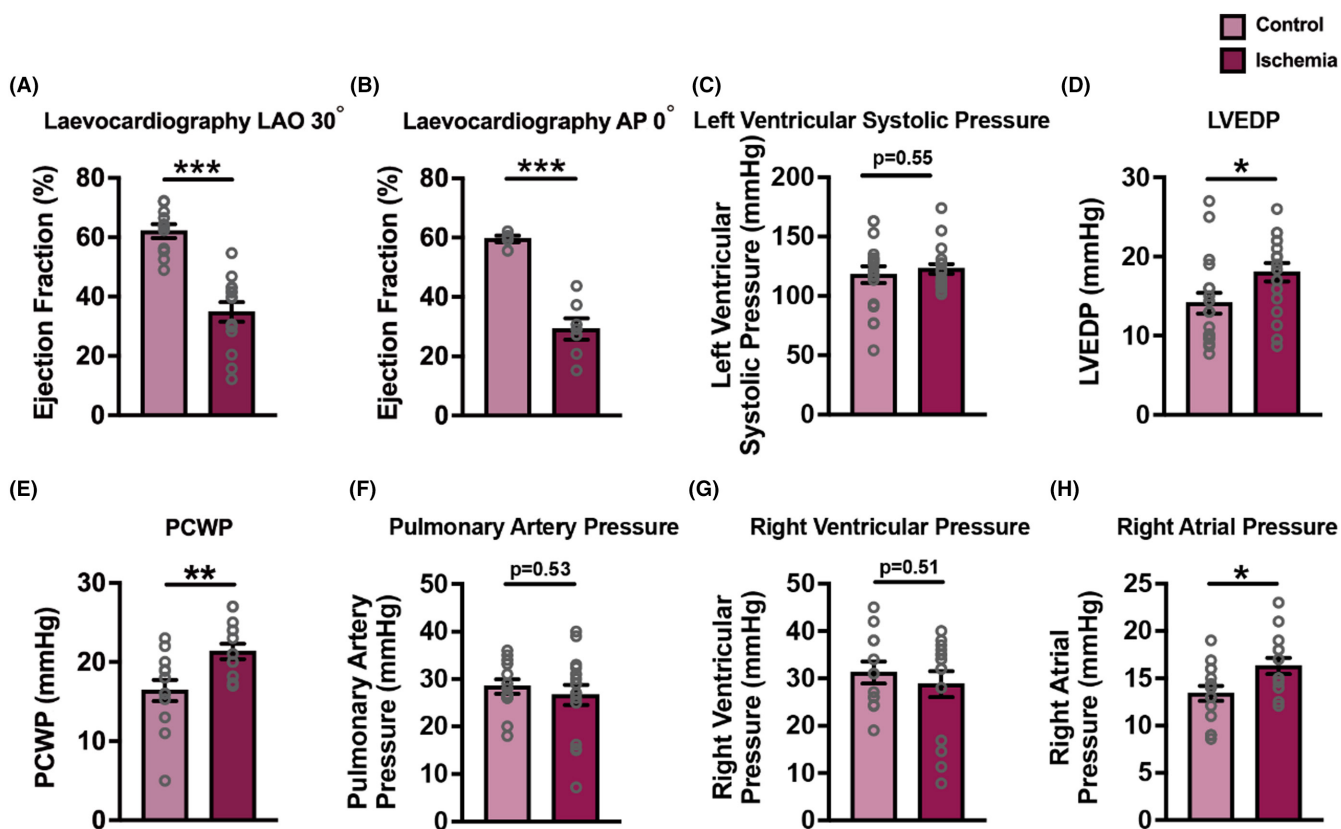 Control
Ischemia
(A)
Laevocardiography LAO 30°
***
Ejection Fraction (%)
80
60
40
20
0
(B)
Laevocardiography AP 0°
***
Ejection Fraction (%)
80
60
40
20
0
(C)
Left Ventricular Systolic Pressure
p=0.55
Left Ventricular
Systolic Pressure (mmHg)
200
150
100
50
0
(D)
LVEDP
*
LVEDP (mmHg)
30
20
10
0
(E)
PCWP
**
PCWP (mmHg)
30
20
10
0
(F)
Pulmonary Artery Pressure
p=0.53
Pulmonary Artery
Pressure (mmHg)
50
40
30
20
10
0
(G)
Right Ventricular Pressure
p=0.51
Right Ventricular
Pressure (mmHg)
50
40
30
20
10
0
(H)
Right Atrial Pressure
*
Right Atrial
Pressure (mmHg)
25
20
15
10
5
0